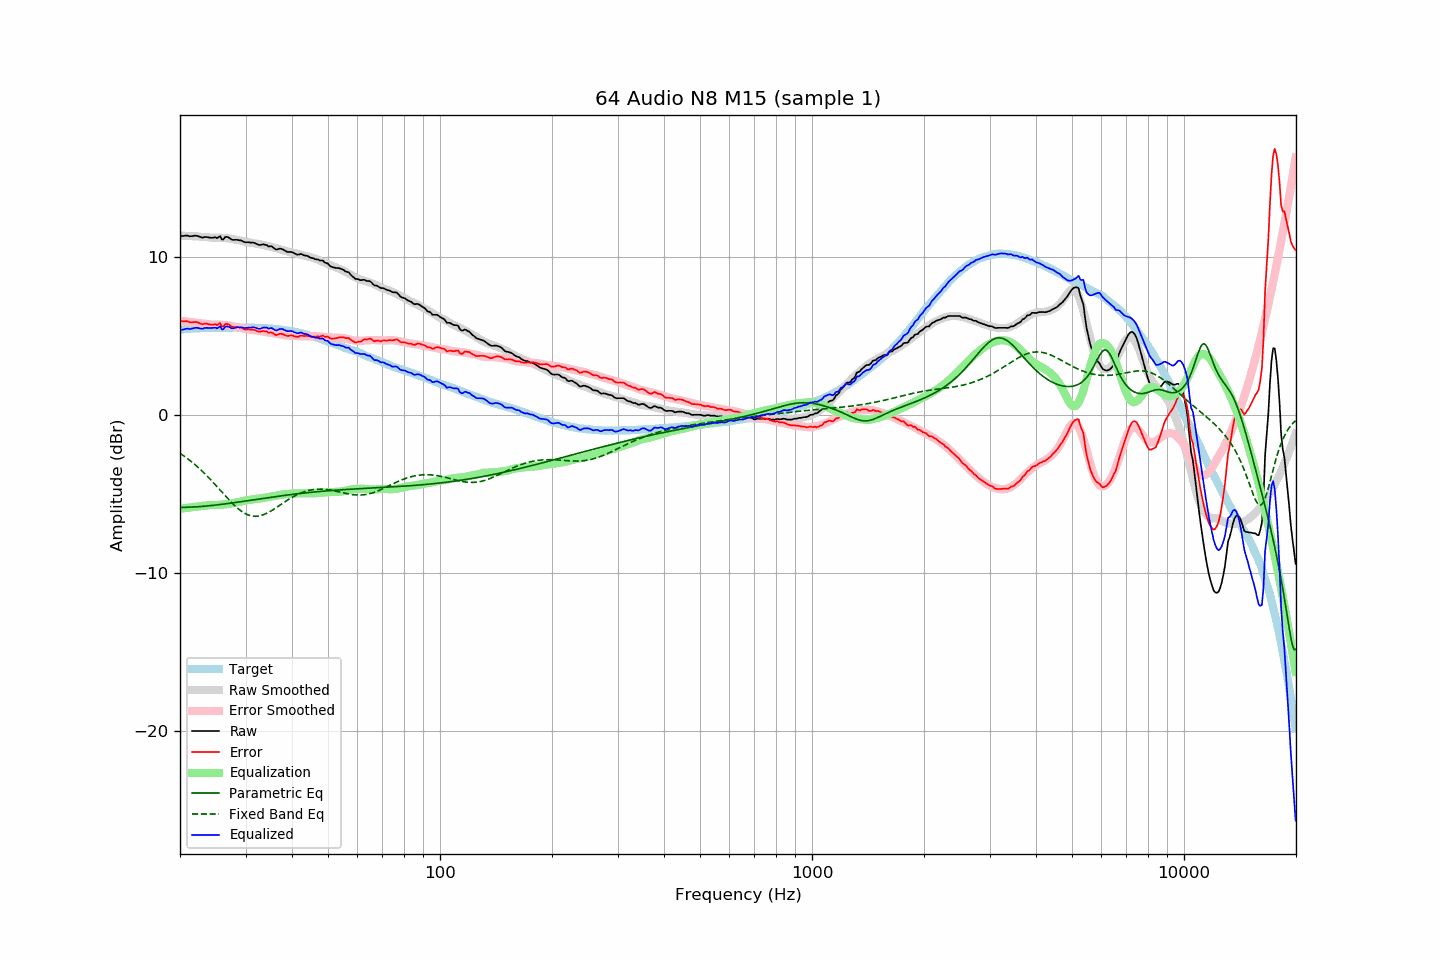 64 Audio N8 M15 (sample 1)
10
0
−10
−20
Amplitude (dBr)
Target
Raw Smoothed
Error Smoothed
Raw
Error
Equalization
Parametric Eq
Fixed Band Eq
Equalized
100
1000
10000
Frequency (Hz)